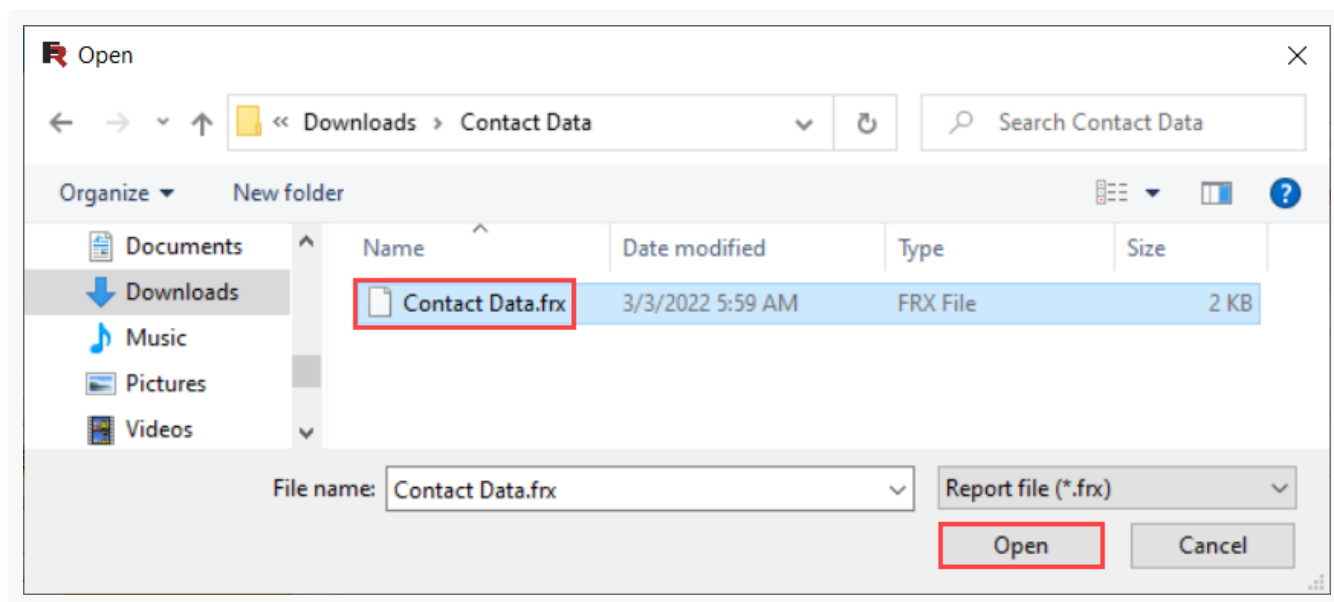 Open
« Downloads > Contact Data
Search Contact Data
Organize
New folder
Documents
Downloads
Music
Pictures
Videos
Name Date modified Type Size
Contact Data.frx 3/3/2022 5:59 AM FRX File 2 KB
File name: Contact Data.frx
Report file (*.frx)
Open Cancel